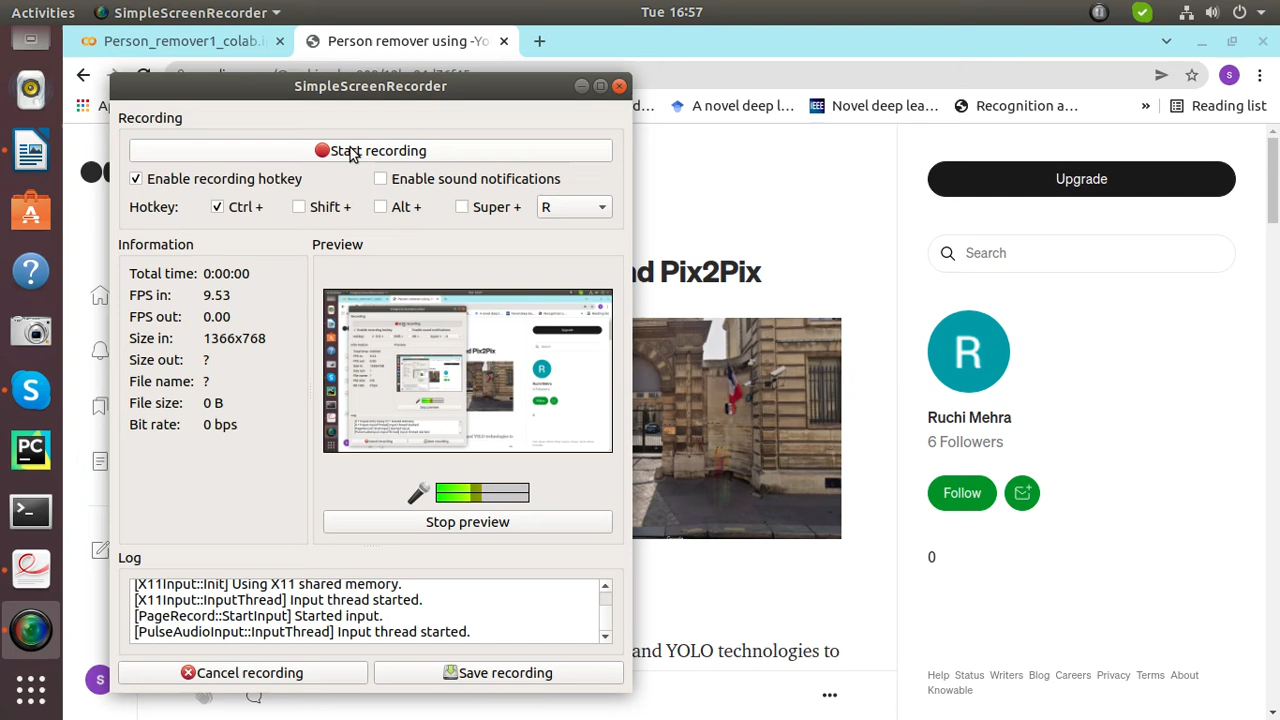 Activities
SimpleScreenRecorder
Tue 16:57
Person_remover1_colab.i
Person remover using -Yo
SimpleScreenRecorder
A novel deep l...
Novel deep lea...
Recognition a...
»
Reading list
Recording
Start recording
Enable recording hotkey
Enable sound notifications
Hotkey:
Ctrl +
Shift +
Alt +
Super +
R
Information
Total time: 0:00:00
FPS in: 9.53
FPS out: 0.00
Size in: 1366x768
Size out: ?
File name: ?
File size: 0 B
Bit rate: 0 bps
Preview
Stop preview
Log
[X11Input::Init] Using X11 shared memory.
[X11Input::InputThread] Input thread started.
[PageRecord::StartInput] Started input.
[PulseAudioInput::InputThread] Input thread started.
Cancel recording
Save recording
nd Pix2Pix
and YOLO technologies to
Upgrade
Search
R
Ruchi Mehra
6 Followers
Follow
0
Help Status Writers Blog Careers Privacy Terms About
Knowable
PC
S
S